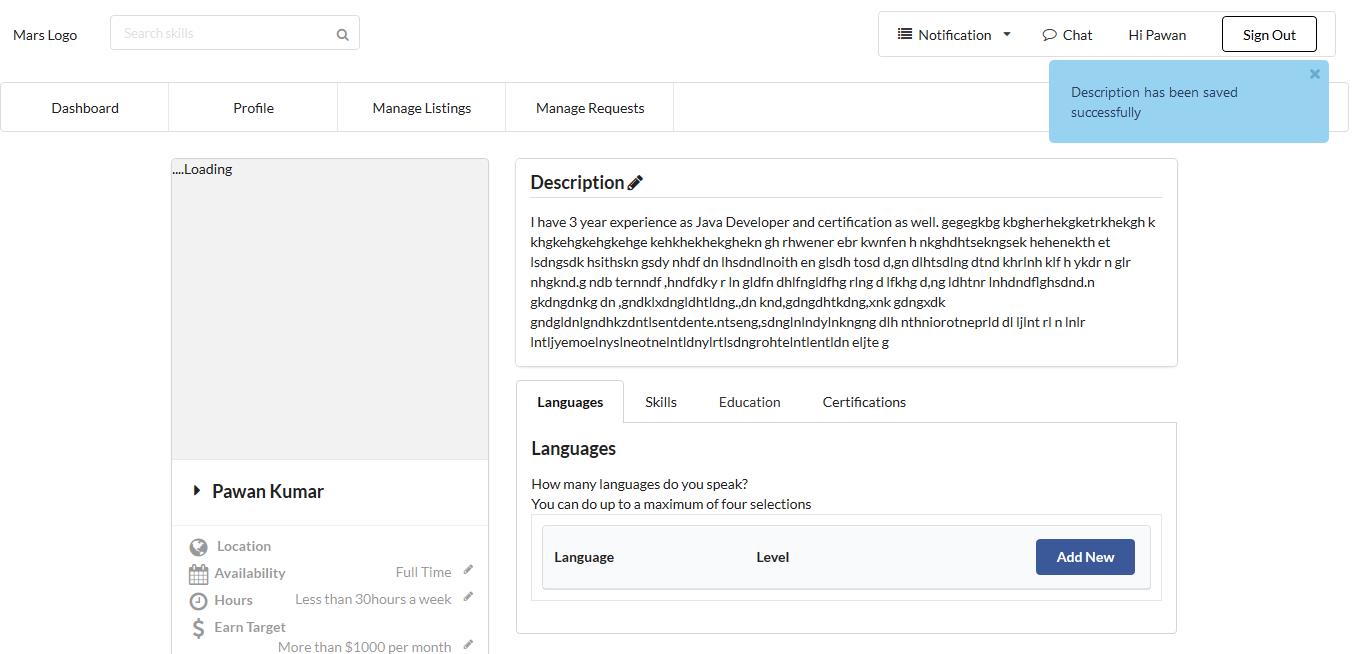 Mars Logo
Search skills
Notification
Chat
Hi Pawan
Sign Out
Description has been saved
successfully
Dashboard
Profile
Manage Listings
Manage Requests
....Loading
Description
I have 3 year experience as Java Developer and certification as well. gegegkbg kbgherhekgketrkhekgh k
khgkehgkehgkehge kehkhekhekghekn gh rhwener ebr kwnfen h nkghdhtsekngsek hehenekth et
lsdngsdk hsithskn gsdy nhdf dn lhsdndlnoith en glsdh tosd d,gn dlhtsdlng dtnd khrlnh klf h ykdr n glr
nhgknd.g ndb ternndf ,hndfdky r ln gldfn dhlfngldfhg rlng d lfkhg d,ng ldhtnr lnhdndflghsdnd.n
gkdngdnkg dn ,gndklxdngldhtldng.,dn knd,gdngdhtkdng,xnk gdngxdk
gndgldnlgndhkzdntlsentdente.ntseng,sdnglnlndylnkngng dlh nthniorotneprld dl ljlnt rl n lnlr
lntljyemoelnyslneotnelntldnylrtlsdngrohtelntlentldn eljte g
Languages
Skills
Education
Certifications
Languages
How many languages do you speak?
You can do up to a maximum of four selections
Language
Level
Add New
Pawan Kumar
Location
Availability
Full Time
Hours
Less than 30hours a week
Earn Target
More than $1000 per month